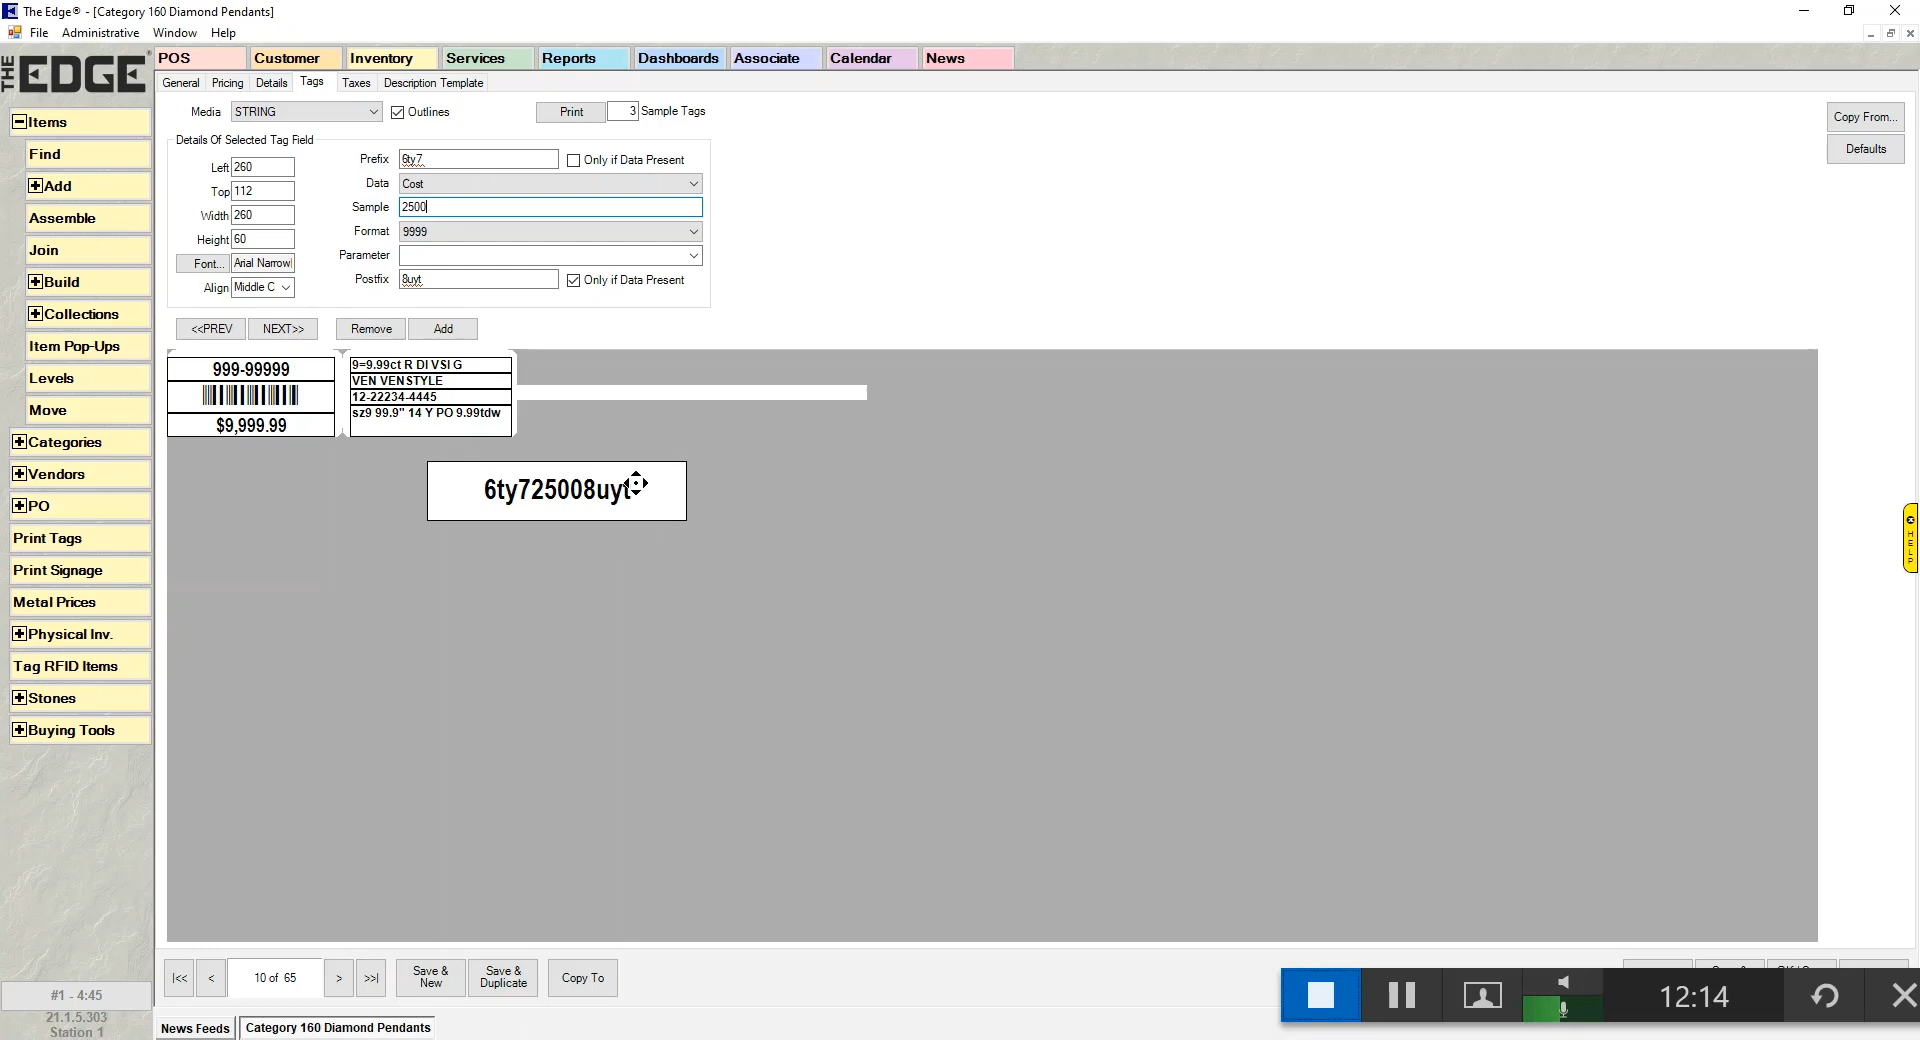 The Edge® - [Category 160 Diamond Pendants]
File Administrative Window Help
THE EDGE
POS Customer Inventory Services Reports Dashboards Associate Calendar News
General Pricing Details Tags Taxes Description Template
Media STRING Outlines Print 3 Sample Tags
Copy From...
Defaults
Details Of Selected Tag Field
Left 260
Top 112
Width 260
Height 60
Font... Arial Narrow
Align Middle C
Prefix 6ty7 Only if Data Present
Data Cost
Sample 2500
Format 9999
Parameter
Postfix 8uyt Only if Data Present
<<PREV NEXT>> Remove Add
999-99999
$9,999.99
9=9.99ct R DI VSI G
VEN VENSTYLE
12-22234-4445
sz9 99.9" 14 Y PO 9.99tdw
6ty725008uyt
Items
Find
Add
Assemble
Join
Build
Collections
Item Pop-Ups
Levels
Move
Categories
Vendors
PO
Print Tags
Print Signage
Metal Prices
Physical Inv.
Tag RFID Items
Stones
Buying Tools
HELP
|<< < 10 of 65 > >>| Save & New Save & Duplicate Copy To
#1 - 4:45
21.1.5.303
Station 1
News Feeds Category 160 Diamond Pendants
12:14